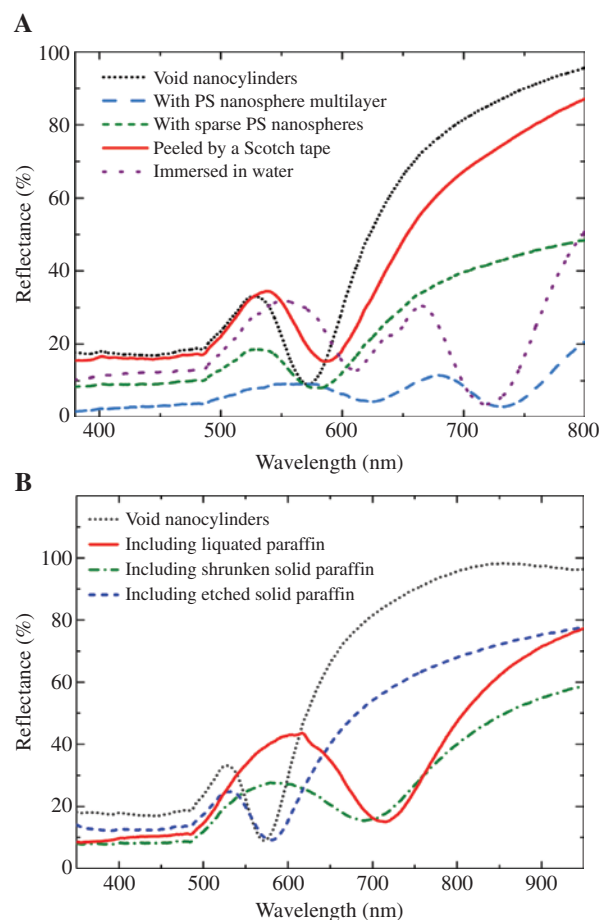 A
100
80
60
40
20
0
Reflectance (%)
Void nanocylinders
With PS nanosphere multilayer
With sparse PS nanospheres
Peeled by a Scotch tape
Immersed in water
400 500 600 700 800
Wavelength (nm)
B
120
100
80
60
40
20
0
Reflectance (%)
Void nanocylinders
Including liquated paraffin
Including shrunken solid paraffin
Including etched solid paraffin
400 500 600 700 800 900
Wavelength (nm)